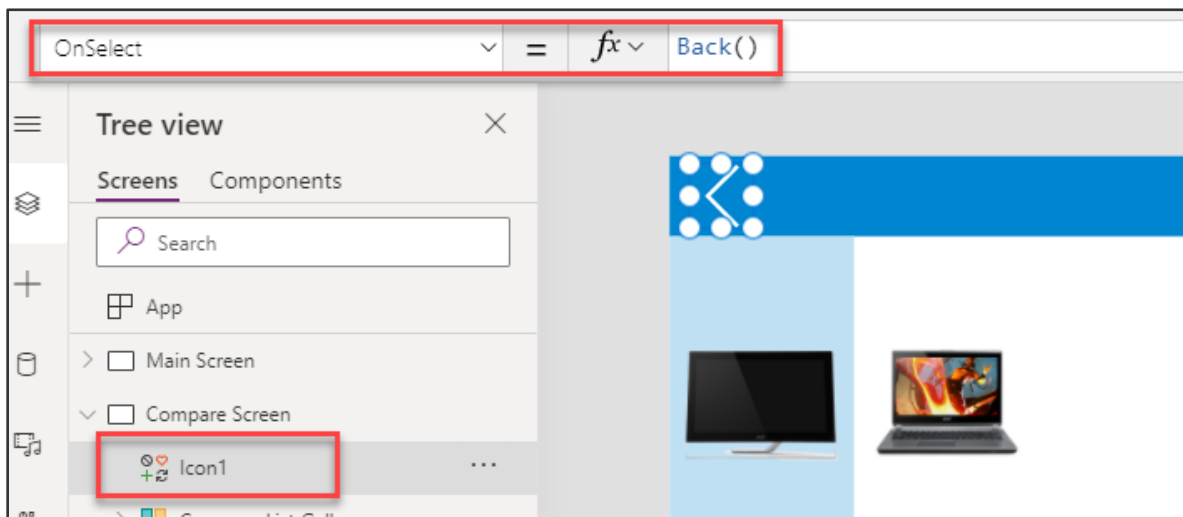 OnSelect = fx Back()
Tree view
Screens Components
Search
App
Main Screen
Compare Screen
Icon1 ...